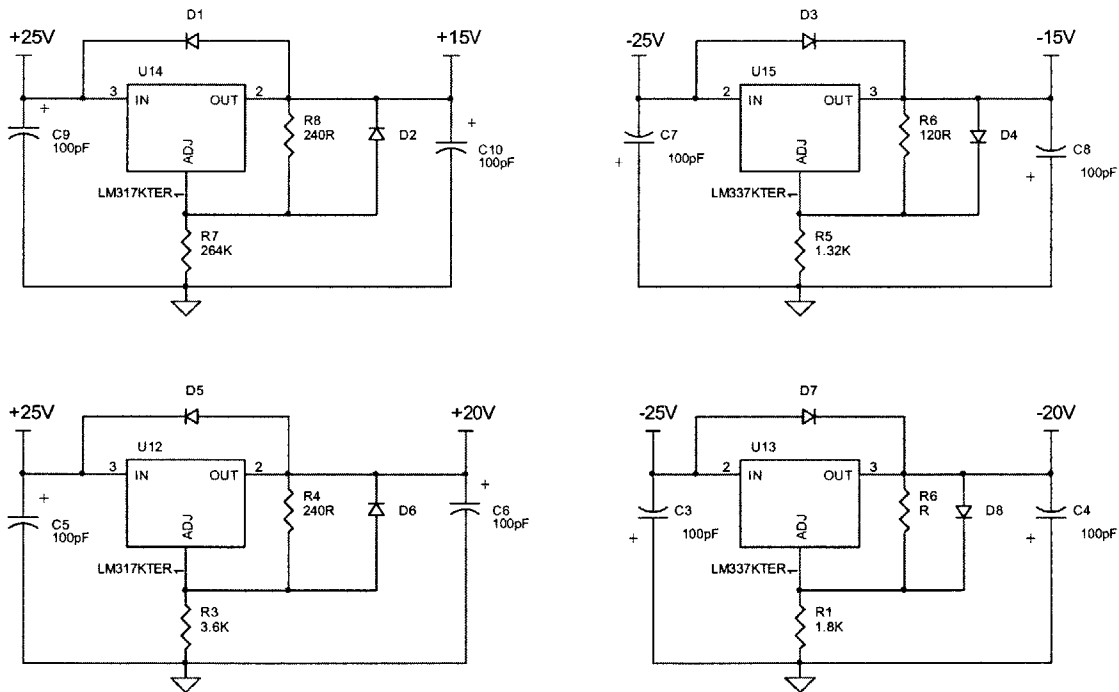 D1
+25V
+15V
U14
3
IN
OUT
2
ADJ
1
LM317KTER
+
C9
100pF
R8
240R
D2
+
C10
100pF
R7
264K
D3
-25V
-15V
U15
2
IN
OUT
3
ADJ
1
LM337KTER
C7
100pF
+
R6
120R
D4
C8
100pF
+
R5
1.32K
D5
+25V
+20V
U12
3
IN
OUT
2
ADJ
1
LM317KTER
+
C5
100pF
R4
240R
D6
+
C6
100pF
R3
3.6K
D7
-25V
-20V
U13
2
IN
OUT
3
ADJ
1
LM337KTER
C3
100pF
+
R6
R
D8
C4
100pF
+
R1
1.8K